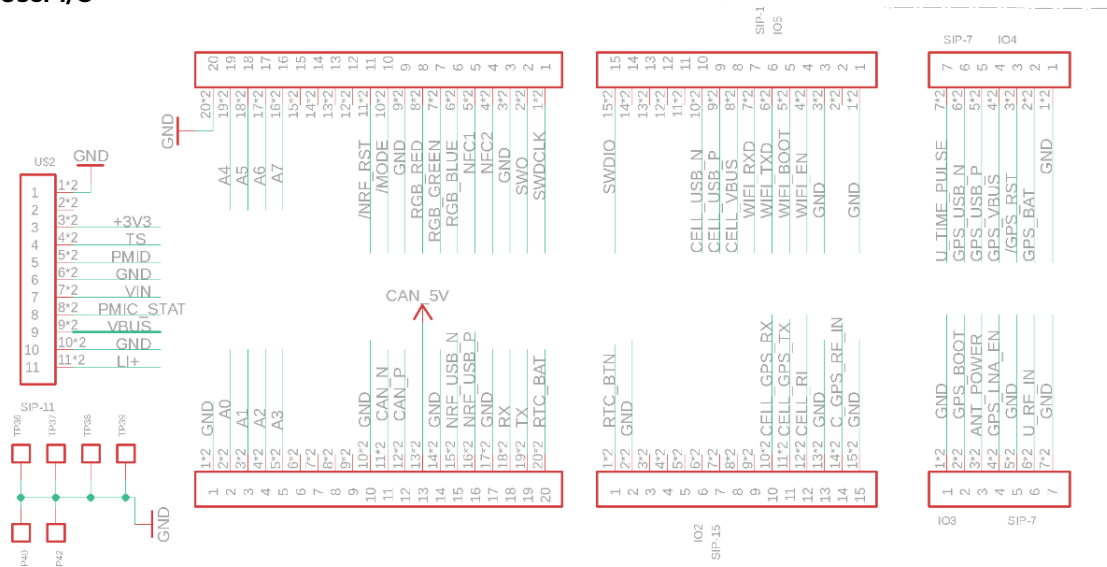 SIP-1
IO5
SIP-7 IO4
20 19 18 17 16 15 14 13 12 11 10 9 8 7 6 5 4 3 2 1
15 14 13 12 11 10 9 8 7 6 5 4 3 2 1
7 6 5 4 3 2 1
20*2 19*2 18*2 17*2 16*2 15*2 14*2 13*2 12*2 11*2 10*2 9*2 8*2 7*2 6*2 5*2 4*2 3*2 2*2 1*2
15*2 14*2 13*2 12*2 11*2 10*2 9*2 8*2 7*2 6*2 5*2 4*2 3*2 2*2 1*2
7*2 6*2 5*2 4*2 3*2 2*2 1*2
GND
A4
A5
A6
A7
/NRF_RST
/MODE
GND
RGB_RED
RGB_GREEN
RGB_BLUE
NFC1
NFC2
GND
SWO
SWDCLK
SWDIO
CELL_USB_N
CELL_USB_P
CELL_VBUS
WIFI_RXD
WIFI_TXD
WIFI_BOOT
WIFI_EN
GND
GND
U_TIME_PULSE
GPS_USB_N
GPS_USB_P
GPS_VBUS
/GPS_RST
GPS_BAT
GND
U$2
GND
1 1*2
2 2*2
3 3*2 +3V3
4 4*2 TS
5 5*2 PMID
6 6*2 GND
7 7*2 VIN
8 8*2 PMIC_STAT
9 9*2 VBUS
10 10*2 GND
11 11*2 LI+
SIP-11
TP36 TP37 TP38 TP39
GND
P40 P42
CAN_5V
GND
A0
A1
A2
A3
GND
CAN_N
CAN_P
GND
NRF_USB_N
NRF_USB_P
GND
RX
TX
RTC_BAT
RTC_BTN
GND
CELL_GPS_RX
CELL_GPS_TX
CELL_RI
GND
C_GPS_RF_IN
GND
GND
GPS_BOOT
ANT_POWER
GPS_LNA_EN
GND
U_RF_IN
GND
1*2 2*2 3*2 4*2 5*2 6*2 7*2 8*2 9*2 10*2 11*2 12*2 13*2 14*2 15*2 16*2 17*2 18*2 19*2 20*2
1*2 2*2 3*2 4*2 5*2 6*2 7*2 8*2 9*2 10*2 11*2 12*2 13*2 14*2 15*2
1*2 2*2 3*2 4*2 5*2 6*2 7*2
1 2 3 4 5 6 7 8 9 10 11 12 13 14 15 16 17 18 19 20
1 2 3 4 5 6 7 8 9 10 11 12 13 14 15
1 2 3 4 5 6 7
IO2
SIP-15
IO3 SIP-7